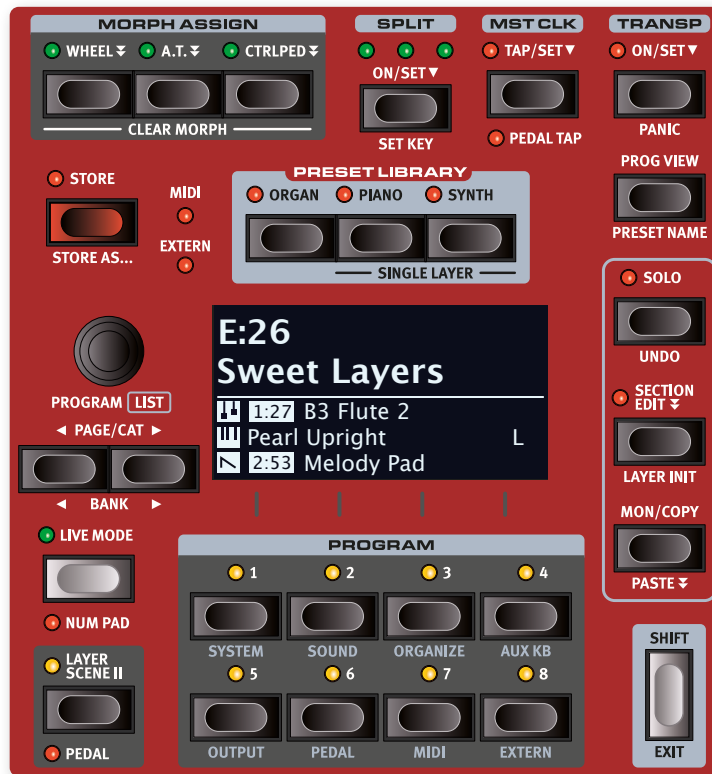 MORPH ASSIGN
SPLIT
MST CLK
TRANSP
WHEEL A.T. CTRLPED
TAP/SET ▼
ON/SET ▼
ON/SET ▼
CLEAR MORPH
SET KEY
PEDAL TAP
PANIC
PROG VIEW
PRESET LIBRARY
STORE
MIDI
ORGAN PIANO SYNTH
PRESET NAME
EXTERN
STORE AS...
SINGLE LAYER
SOLO
E:26
Sweet Layers
UNDO
PROGRAM LIST
SECTION
EDIT
1:27 B3 Flute 2
◄ PAGE/CAT ►
Pearl Upright L
2:53 Melody Pad
LAYER INIT
◄ BANK ►
MON/COPY
LIVE MODE
PROGRAM
1 2 3 4
PASTE
NUM PAD
SYSTEM SOUND ORGANIZE AUX KB
SHIFT
LAYER
SCENE II
5 6 7 8
PEDAL
OUTPUT PEDAL MIDI EXTERN
EXIT